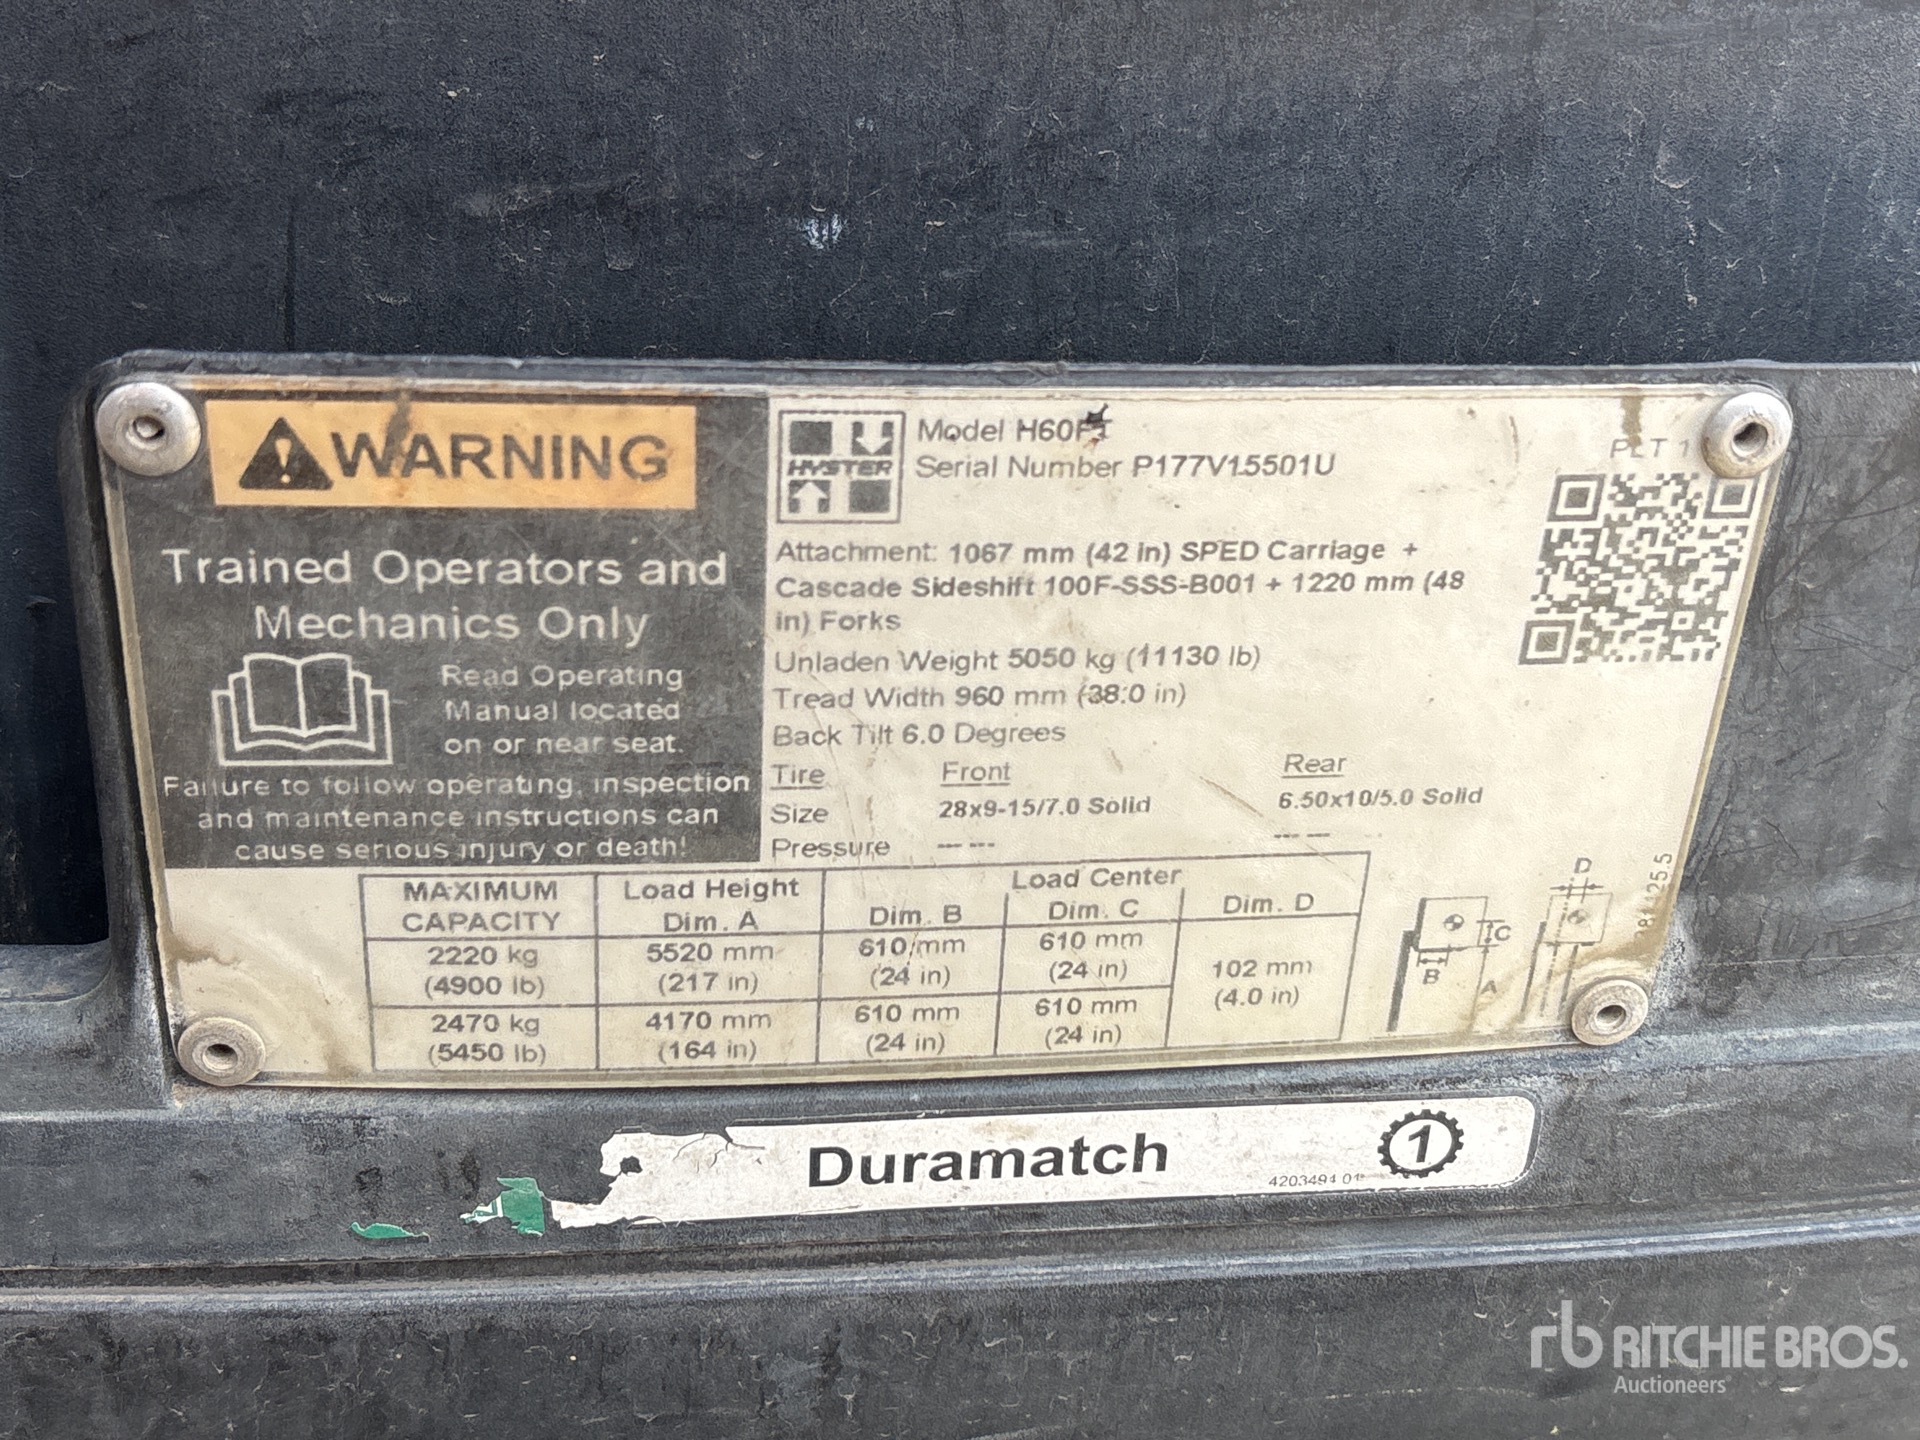 WARNING
Trained Operators and
Mechanics Only
Read Operating
Manual located
on or near seat.
Failure to follow operating, inspection
and maintenance instructions can
cause serious injury or death!
HYSTER
Model H60FT
Serial Number P177V15501U
PLT 1
Attachment: 1067 mm (42 in) SPED Carriage +
Cascade Sideshift 100F-SSS-B001 + 1220 mm (48
in) Forks
Unladen Weight 5050 kg (11130 lb)
Tread Width 960 mm (38.0 in)
Back Tilt 6.0 Degrees
Tire Front Rear
Size 28x9-15/7.0 Solid 6.50x10/5.0 Solid
Pressure --- --- --- ---
MAXIMUM CAPACITY Load Height Dim. A Load Center
Dim. B Dim. C Dim. D
2220 kg 5520 mm 610 mm 610 mm 102 mm
(4900 lb) (217 in) (24 in) (24 in) (4.0 in)
2470 kg 4170 mm 610 mm 610 mm
(5450 lb) (164 in) (24 in) (24 in)
B C A D
Duramatch 1
4203494 01
rb RITCHIE BROS.
Auctioneers